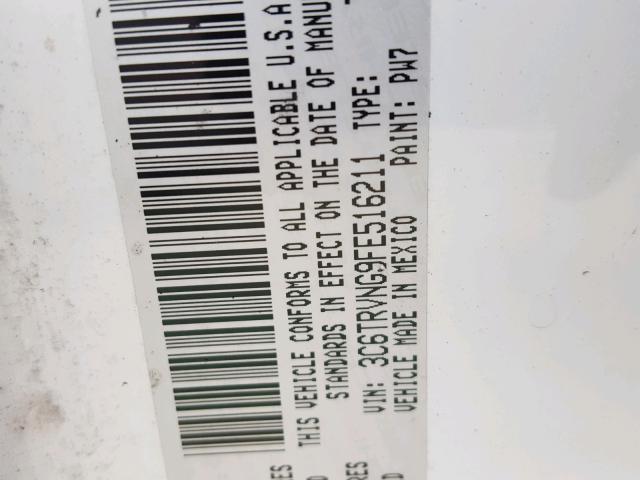 THIS VEHICLE CONFORMS TO ALL APPLICABLE U.S.A
STANDARDS IN EFFECT ON THE DATE OF MANU
VIN: 3C6TRVNG9FE516211 TYPE:
VEHICLE MADE IN MEXICO PAINT: PW7